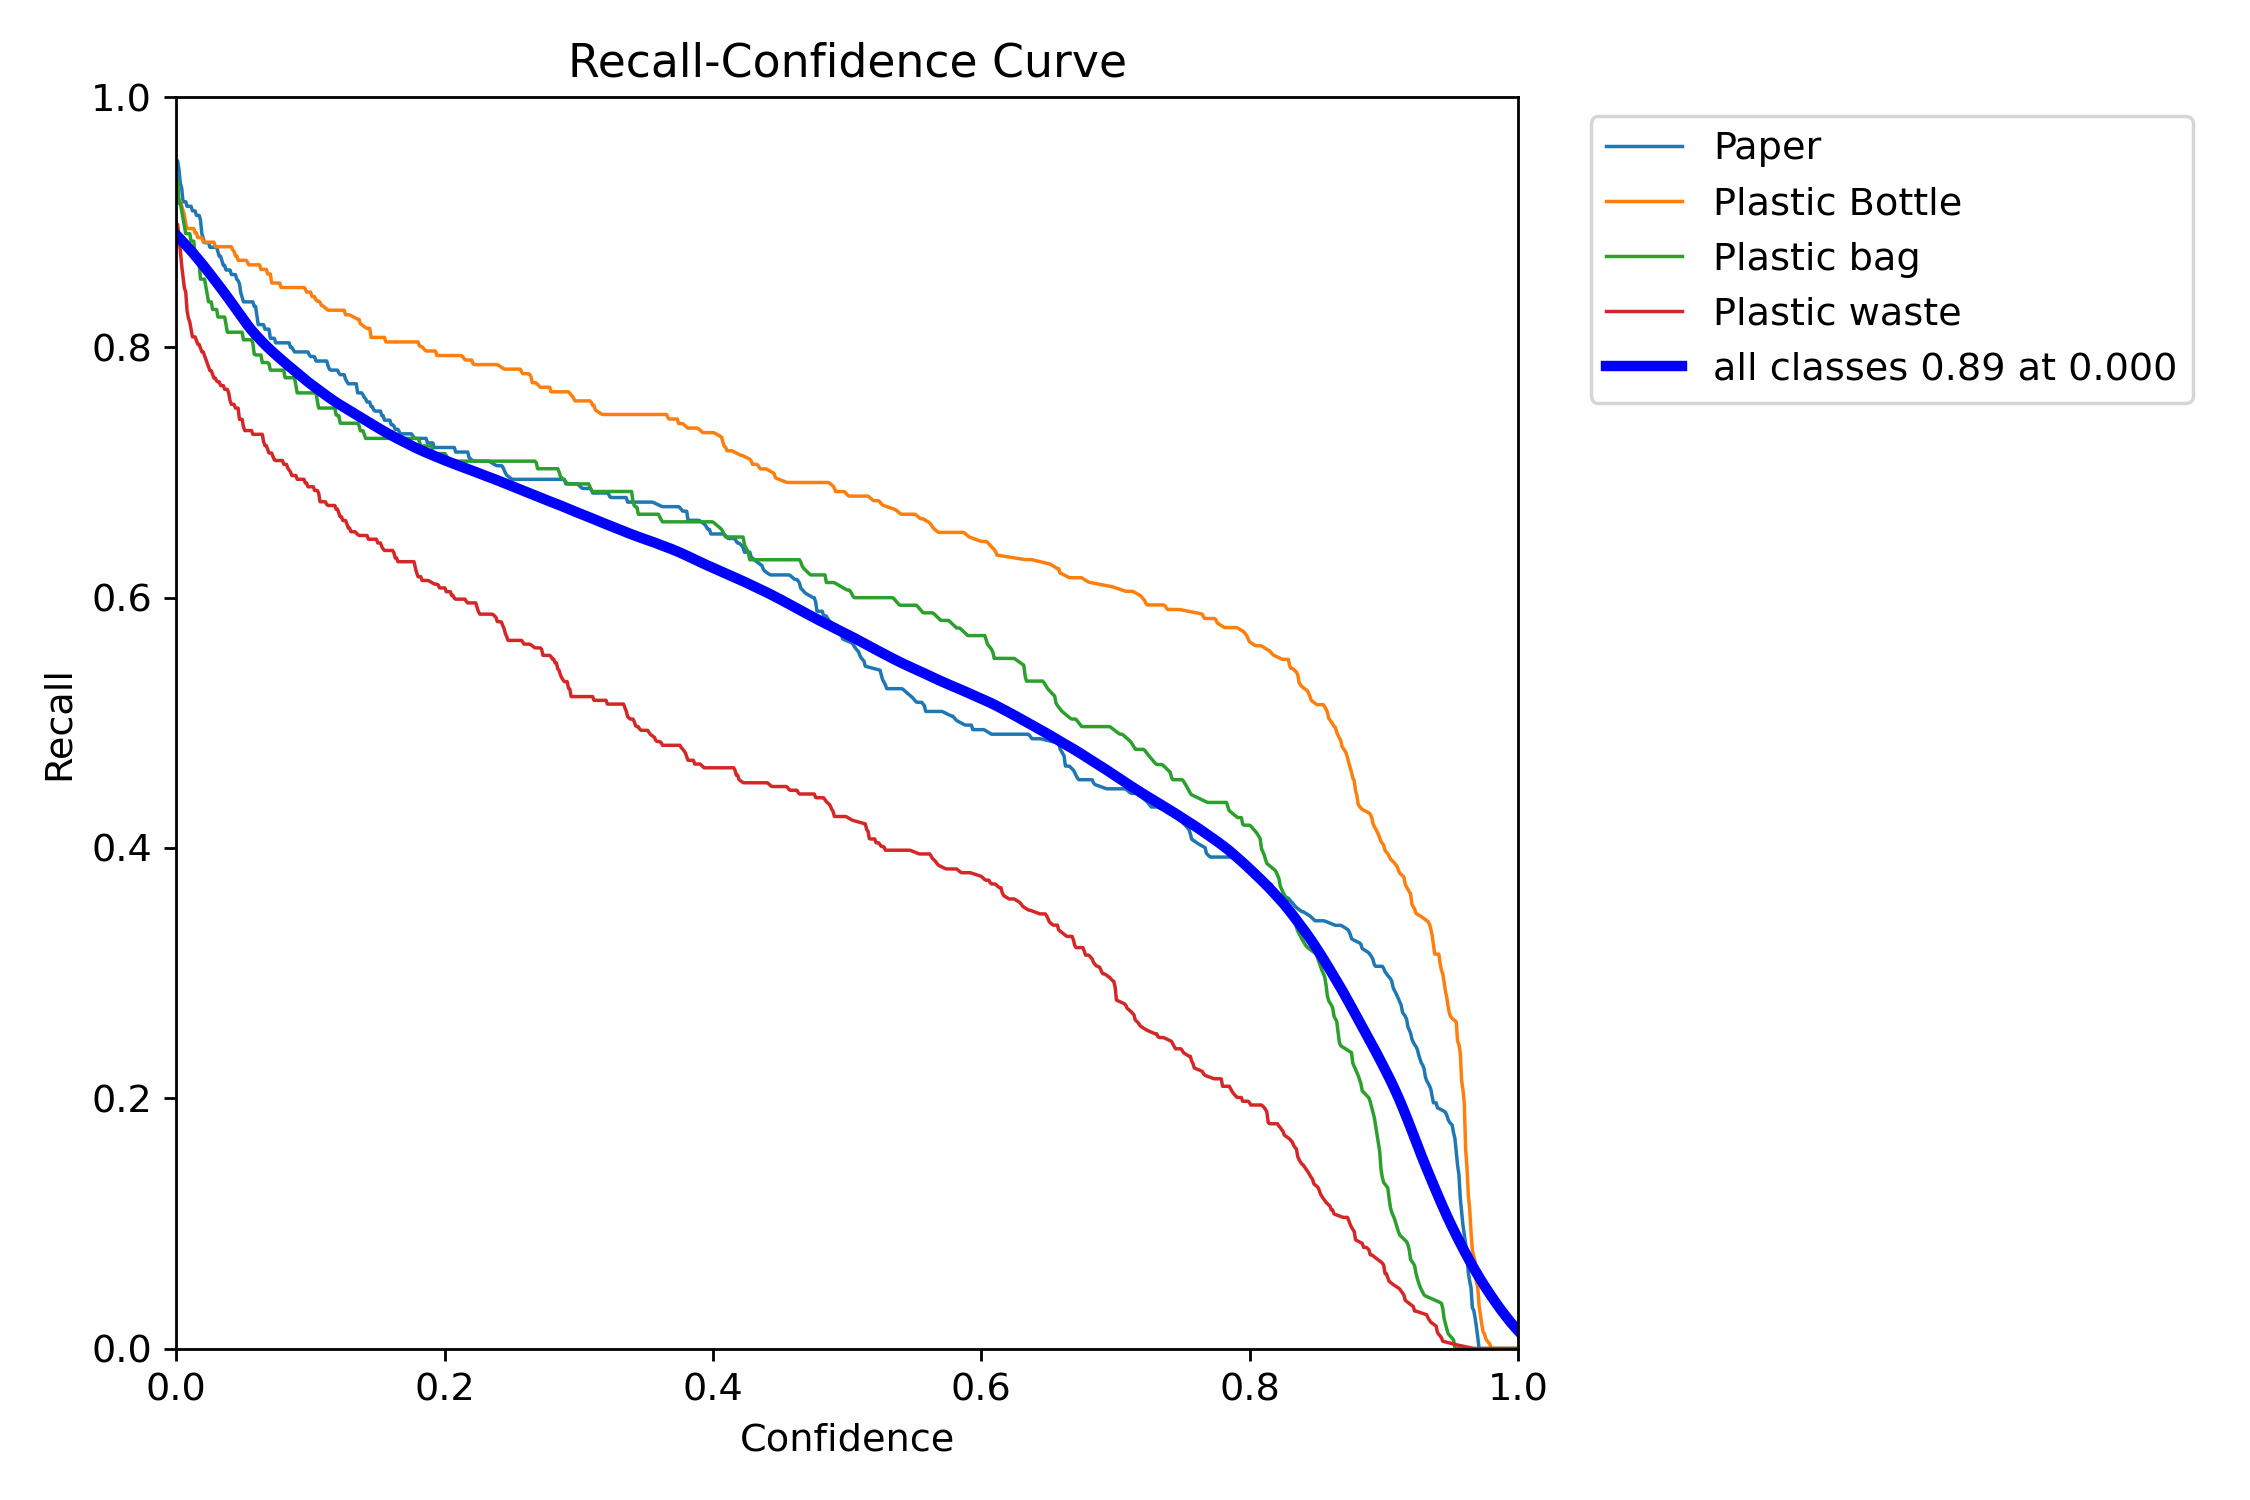 Recall-Confidence Curve
1.0
0.8
0.6
0.4
0.2
0.0
Recall
0.0 0.2 0.4 0.6 0.8 1.0
Confidence
Paper
Plastic Bottle
Plastic bag
Plastic waste
all classes 0.89 at 0.000